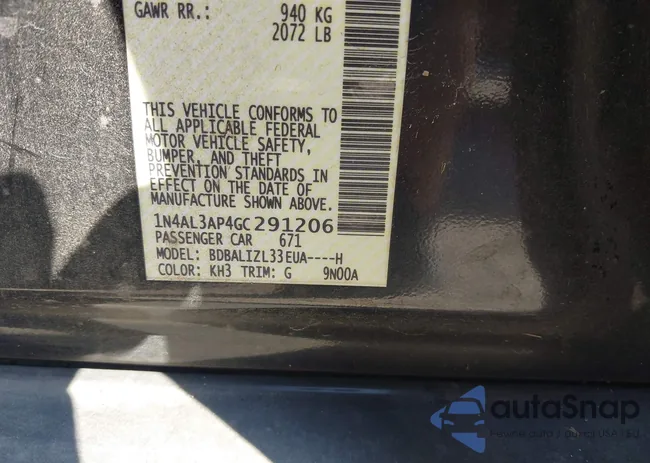 GAWR RR.: 940 KG
2072 LB
THIS VEHICLE CONFORMS TO
ALL APPLICABLE FEDERAL
MOTOR VEHICLE SAFETY,
BUMPER, AND THEFT
PREVENTION STANDARDS IN
EFFECT ON THE DATE OF
MANUFACTURE SHOWN ABOVE.
1N4AL3AP4GC291206
PASSENGER CAR 671
MODEL: BDBALIZL33EUA----H
COLOR: KH3 TRIM: G 9N00A
autaSnap